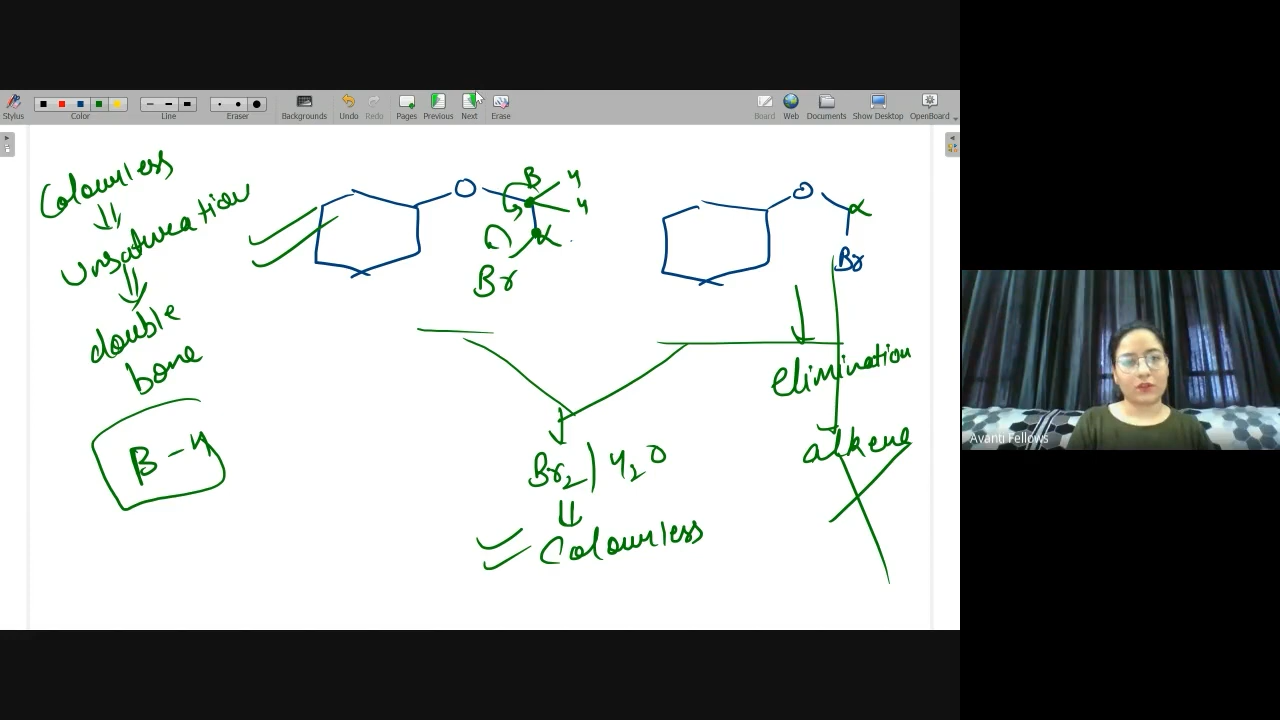 Stylus
Color
Line
Eraser
Backgrounds
Undo
Redo
Pages
Previous
Next
Erase
Board
Web
Documents
Show Desktop
OpenBoard
Colourless
⇓
Unsaturation
⇓
double
bone
β-H
O
β
H
H
α
Br
O
α
Br
elimination
alkene
Br2/H2O
⇓
Colourless
Avanti Fellows